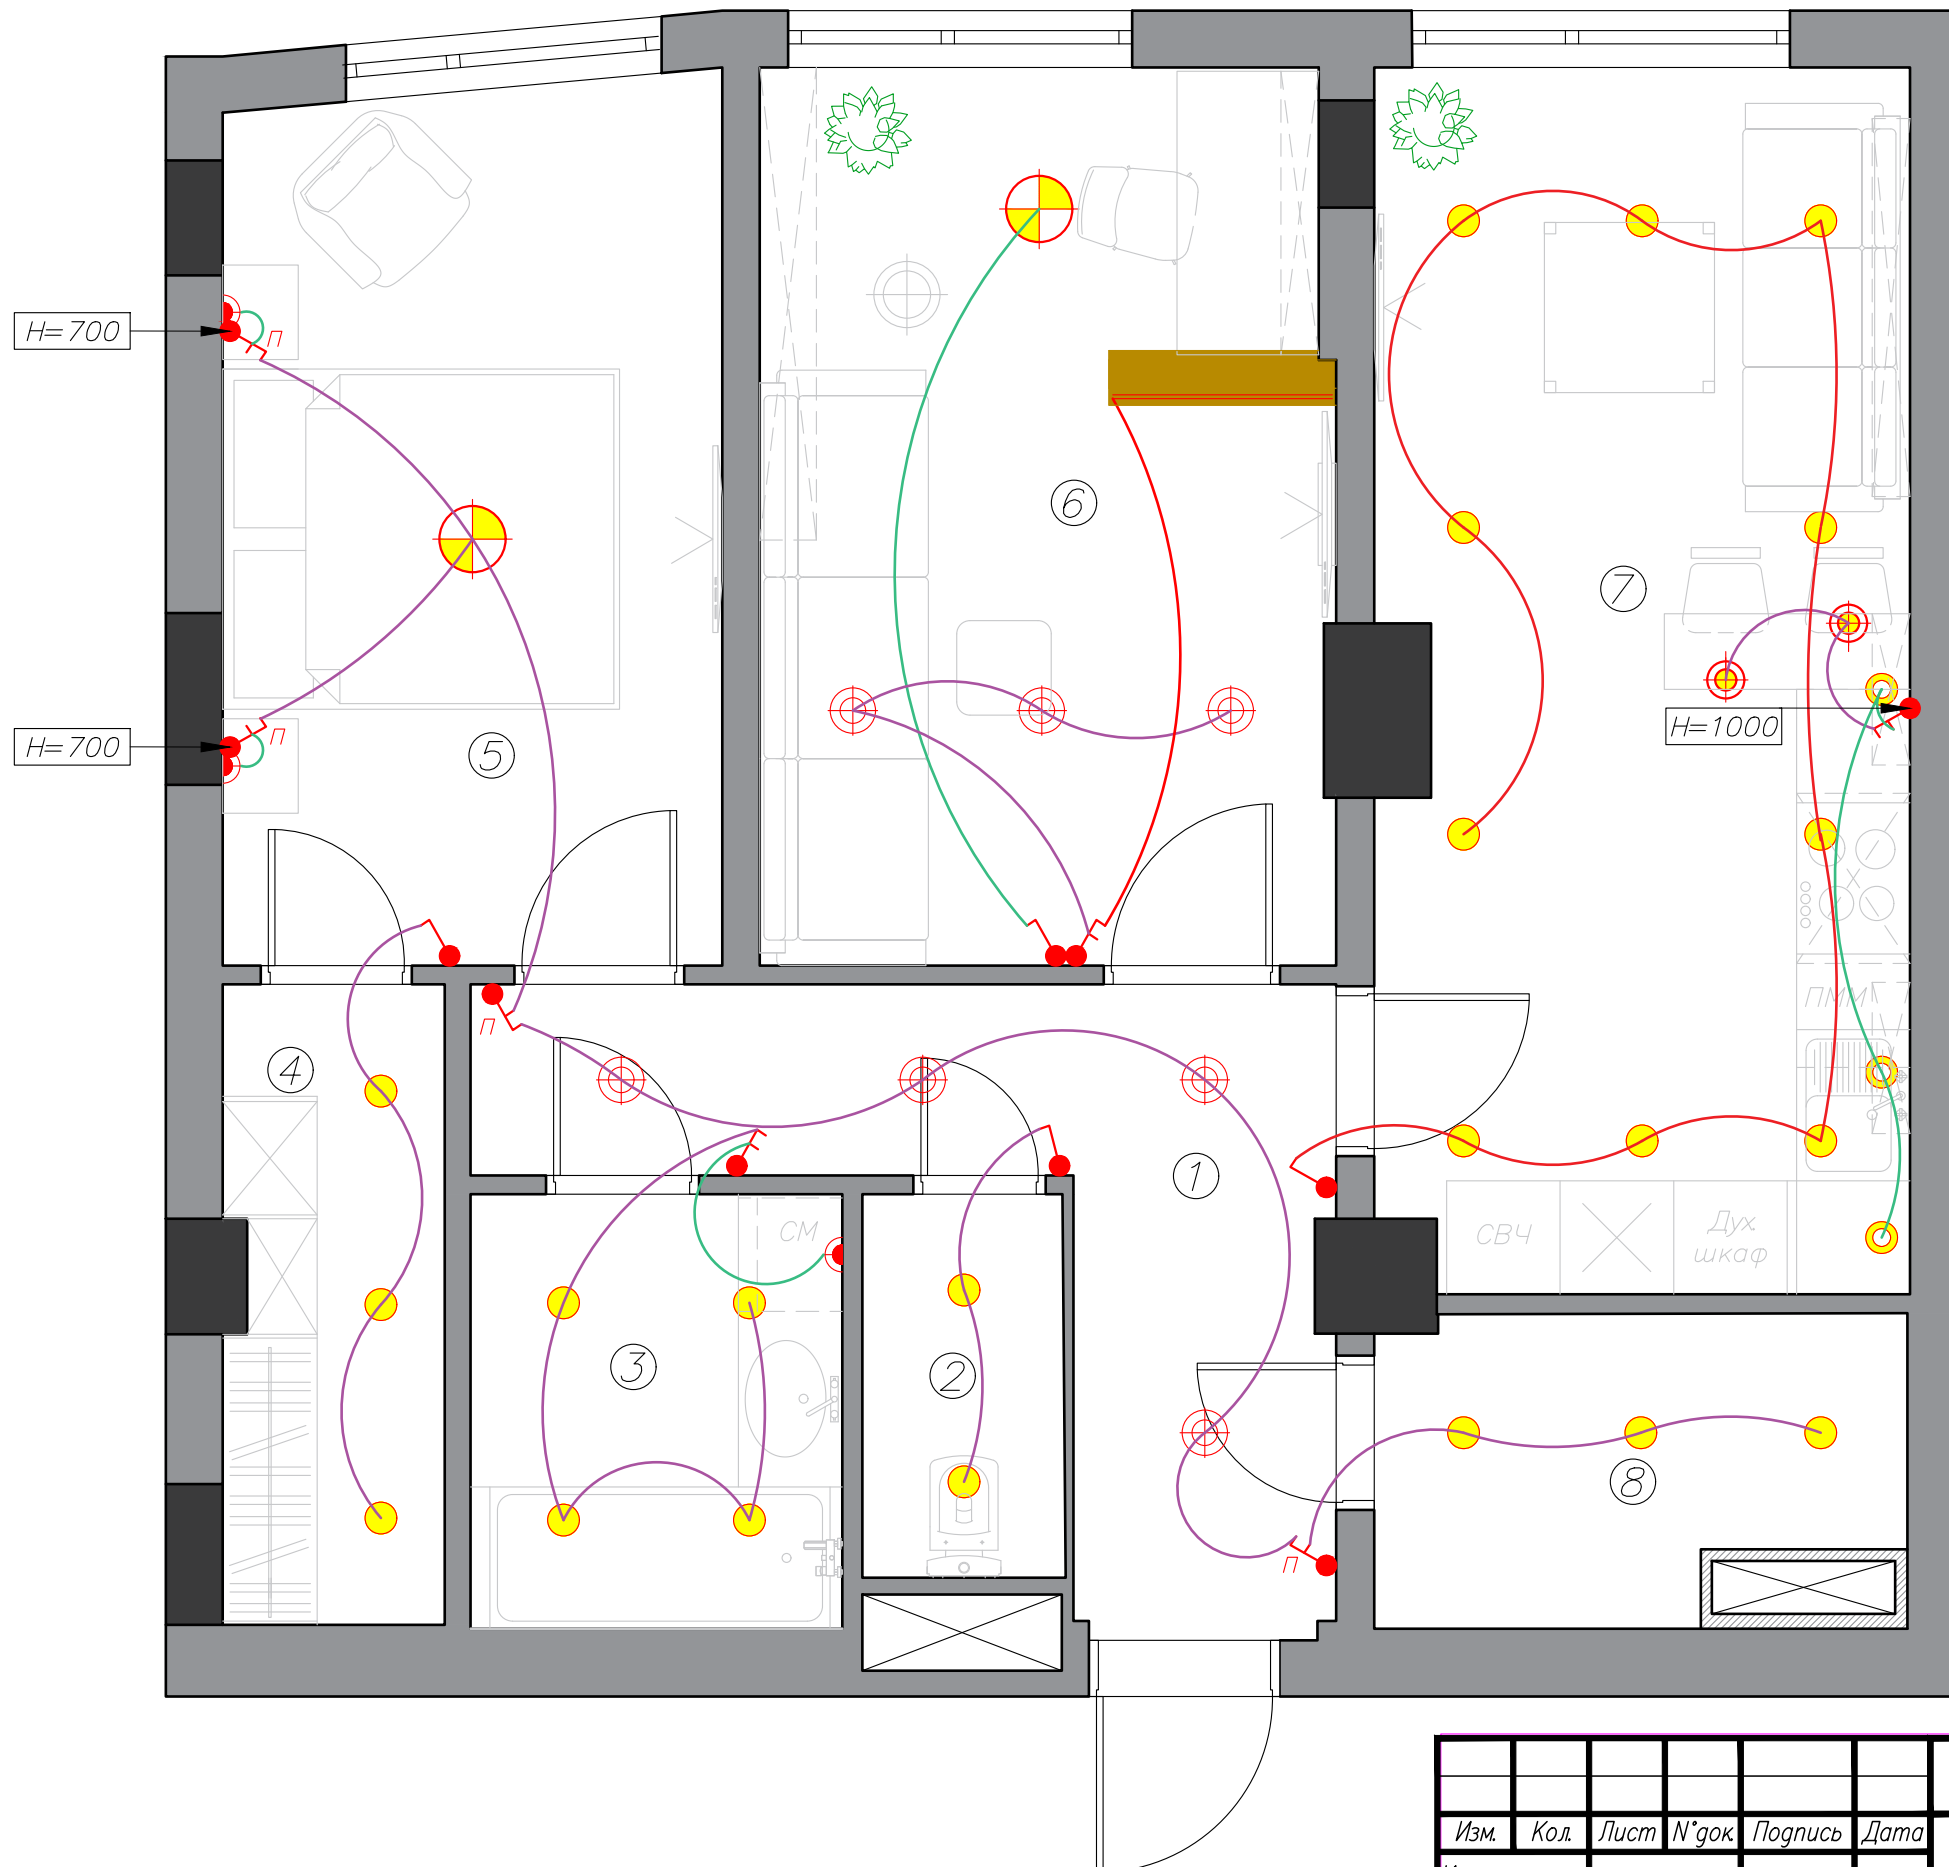 H=700
П
6
7
H=1000
H=700
П
5
П
ПММ
4
1
СМ
СВЧ
Дух.
шкаф
3
2
8
П
Изм.
Кол.
Лист
N°док
Подпись
Дата